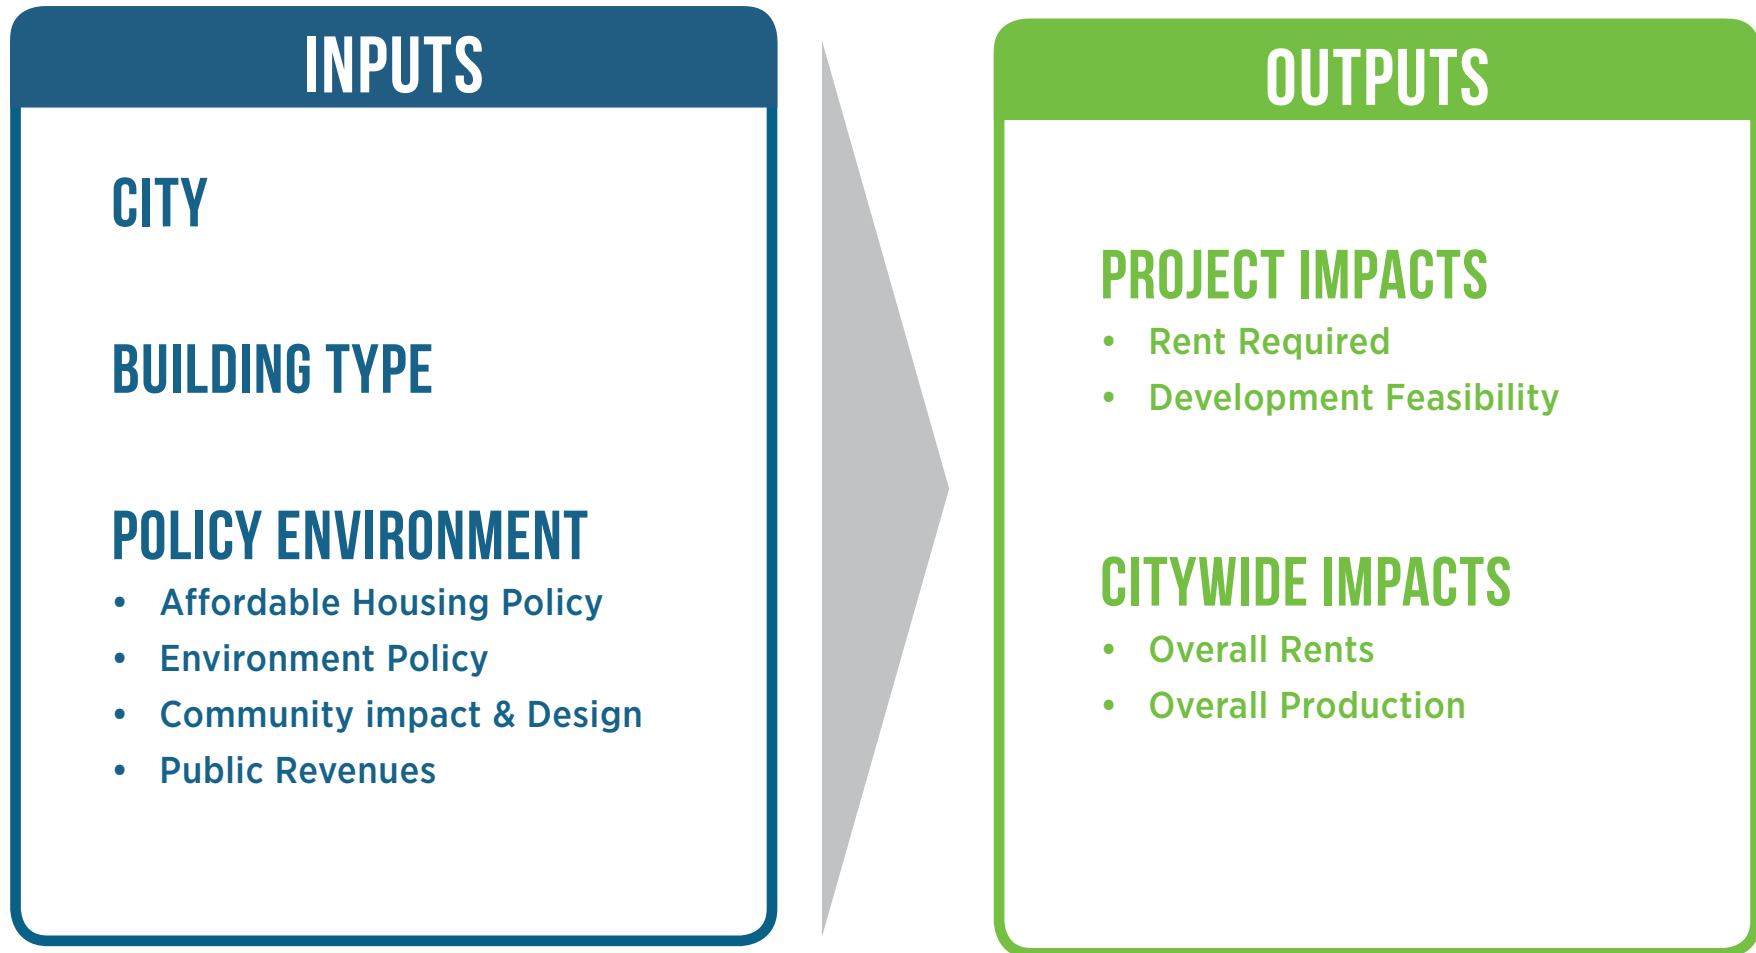 INPUTS
CITY
BUILDING TYPE
POLICY ENVIRONMENT
• Affordable Housing Policy
• Environment Policy
• Community impact & Design
• Public Revenues
OUTPUTS
PROJECT IMPACTS
• Rent Required
• Development Feasibility
CITYWIDE IMPACTS
• Overall Rents
• Overall Production